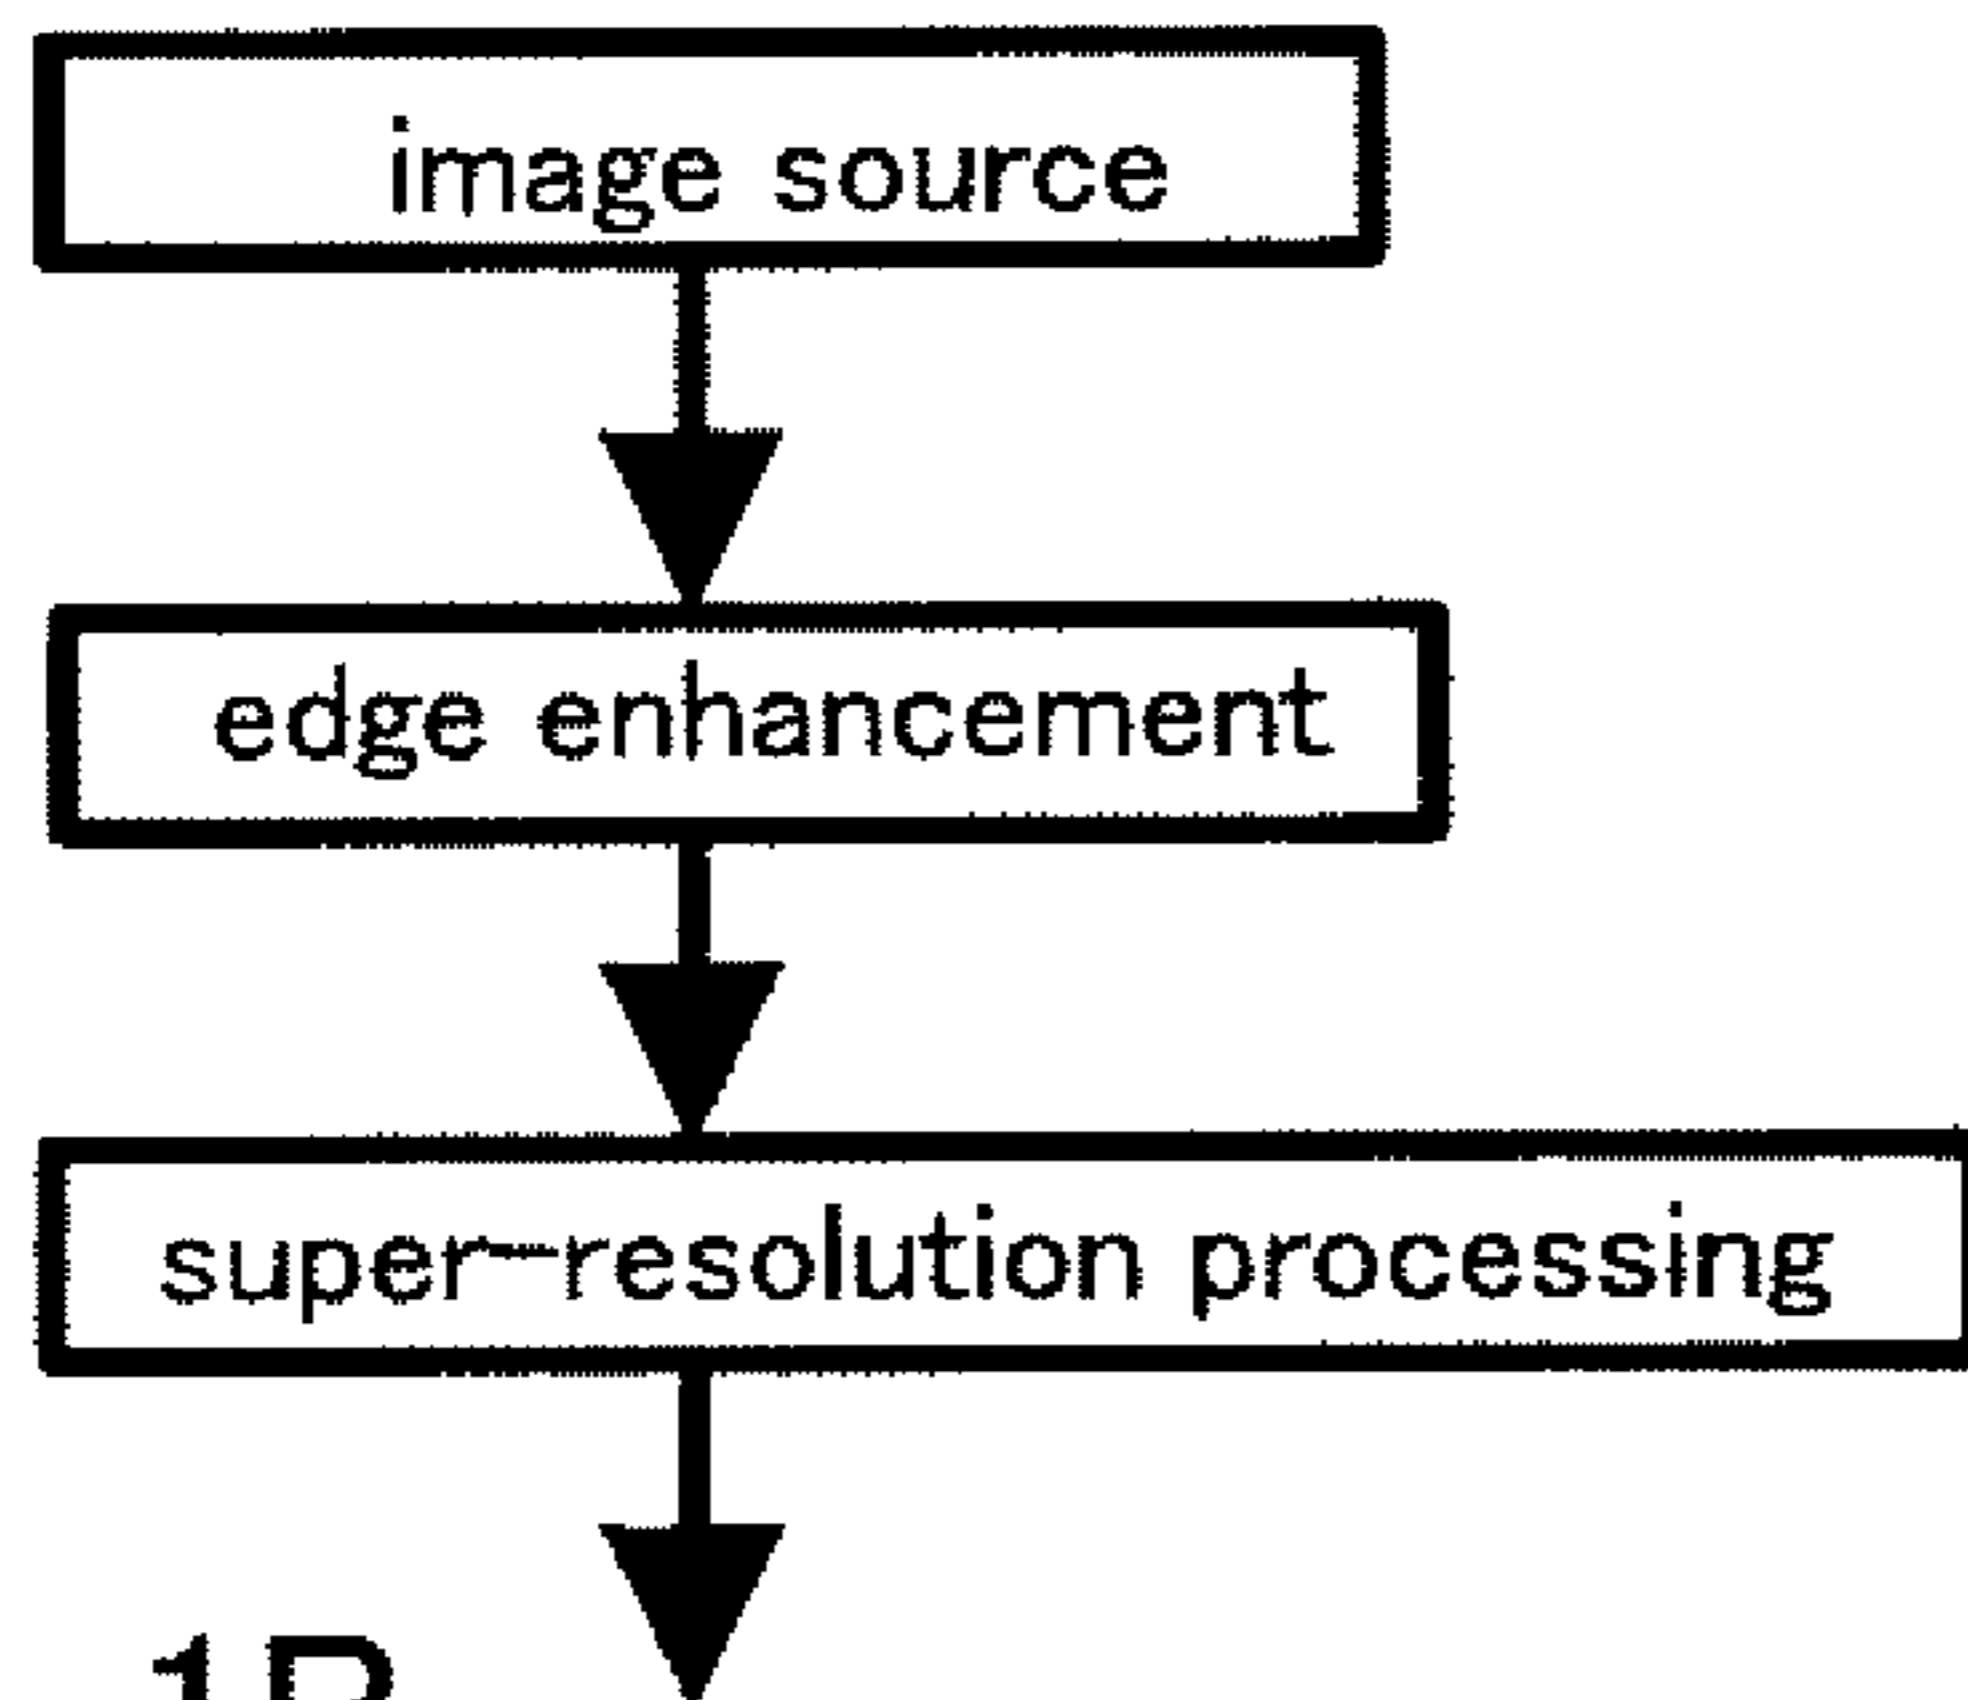 image source
edge enhancement
super-resolution processing